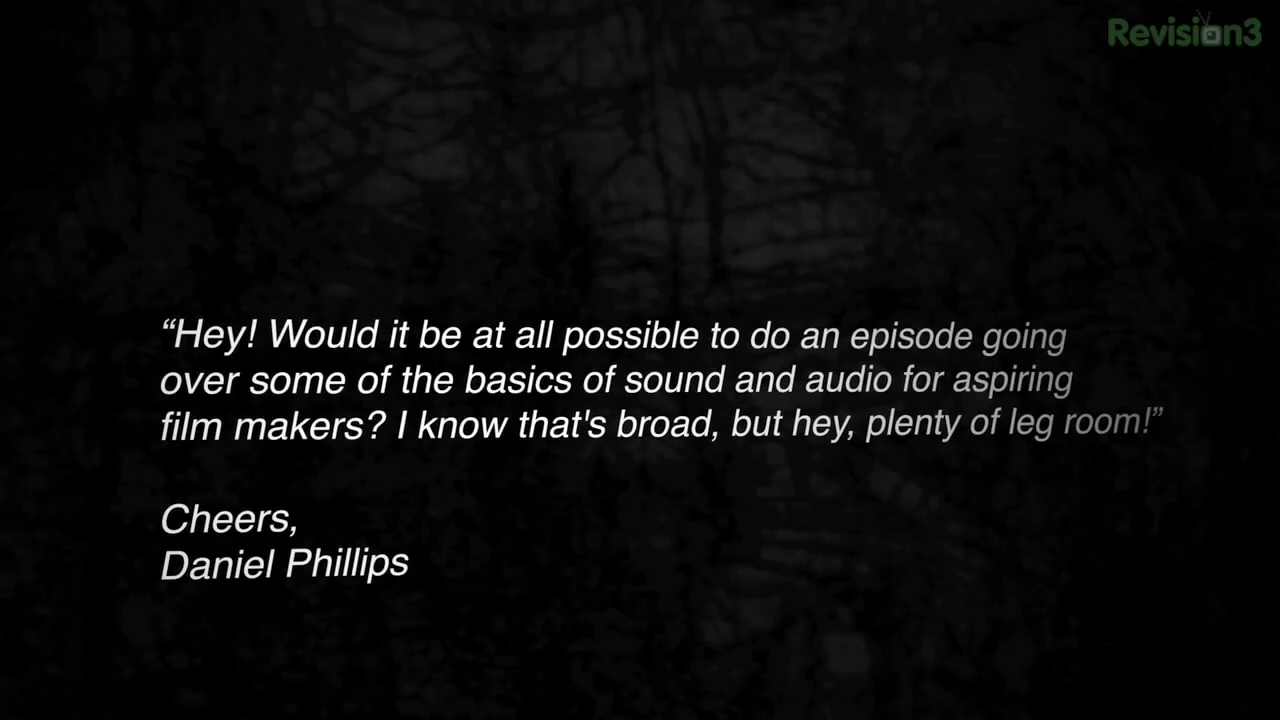 Revision3
“Hey! Would it be at all possible to do an episode going
over some of the basics of sound and audio for aspiring
film makers? I know that's broad, but hey, plenty of leg room!”
Cheers,
Daniel Phillips